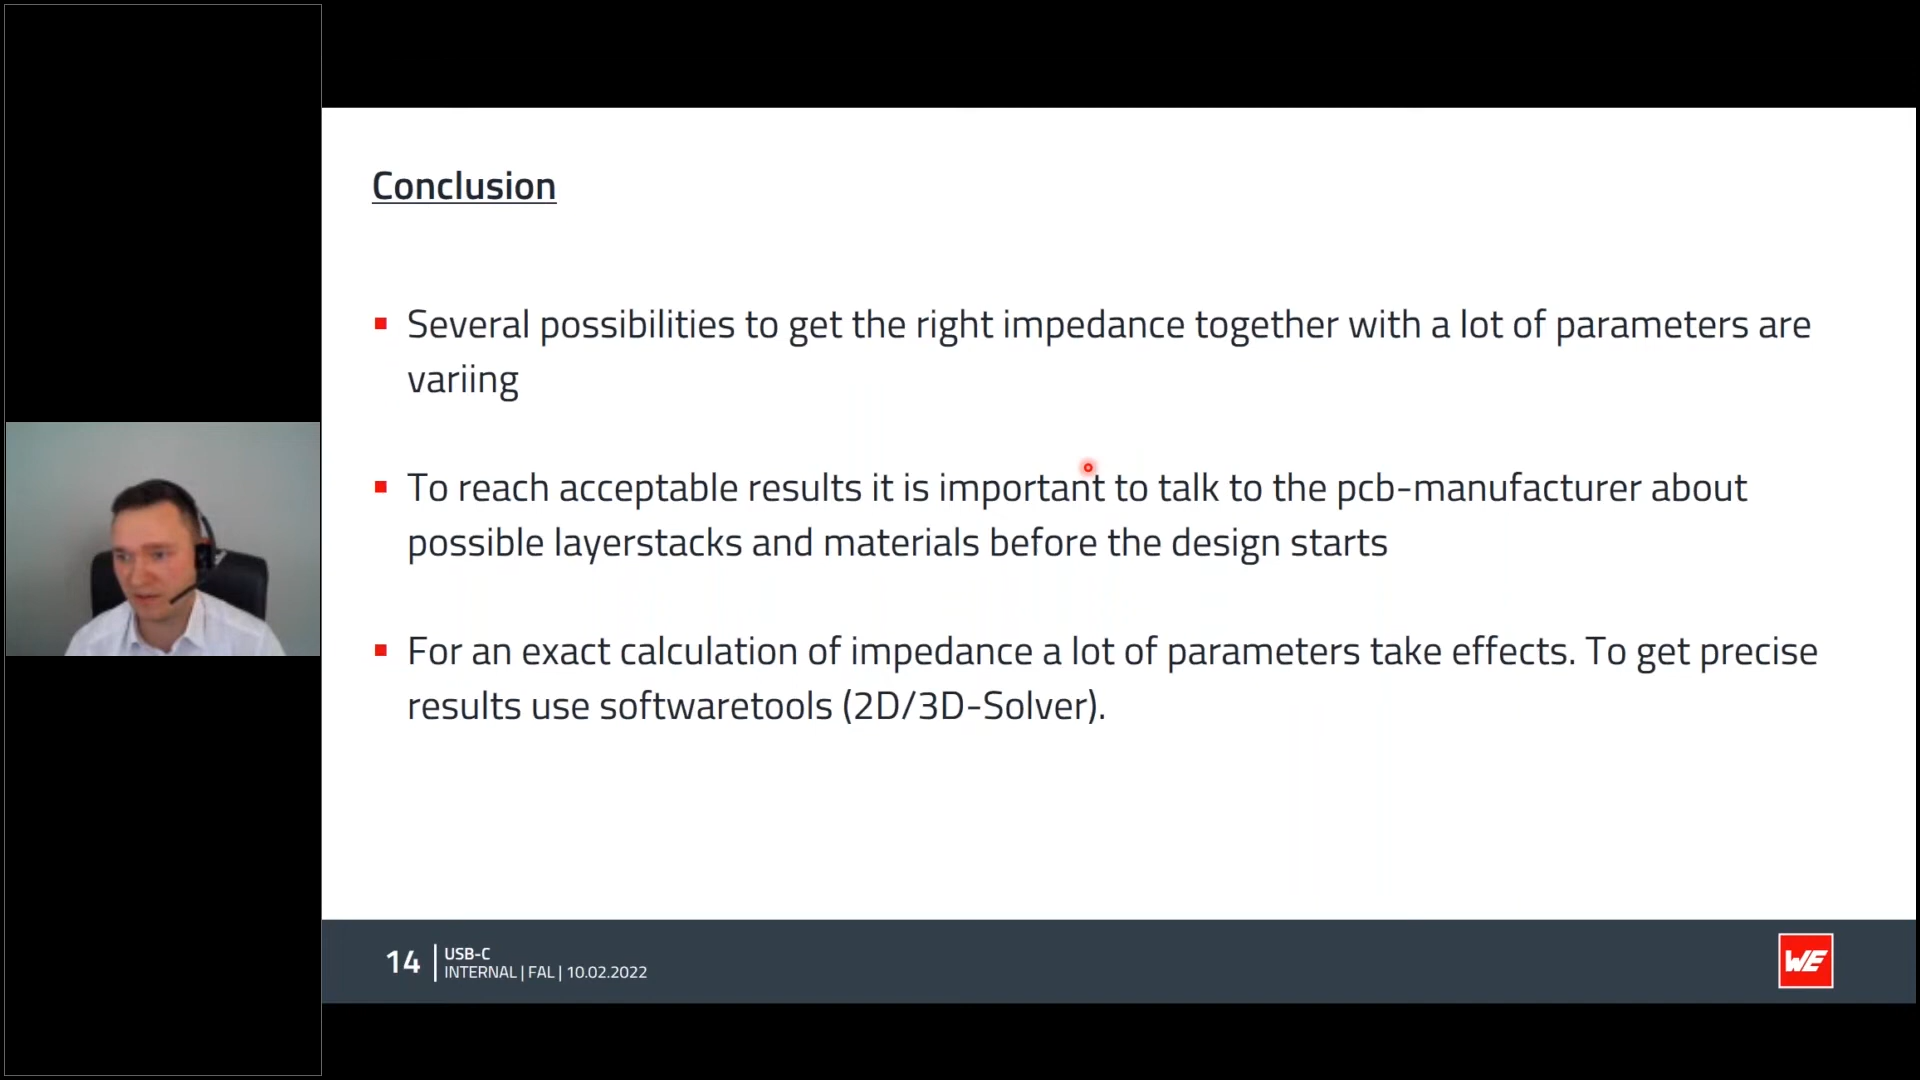 Conclusion
Several possibilities to get the right impedance together with a lot of parameters are
variing
To reach acceptable results it is important to talk to the pcb-manufacturer about
possible layerstacks and materials before the design starts
For an exact calculation of impedance a lot of parameters take effects. To get precise
results use softwaretools (2D/3D-Solver).
14
USB-C
INTERNAL | FAL | 10.02.2022
WE